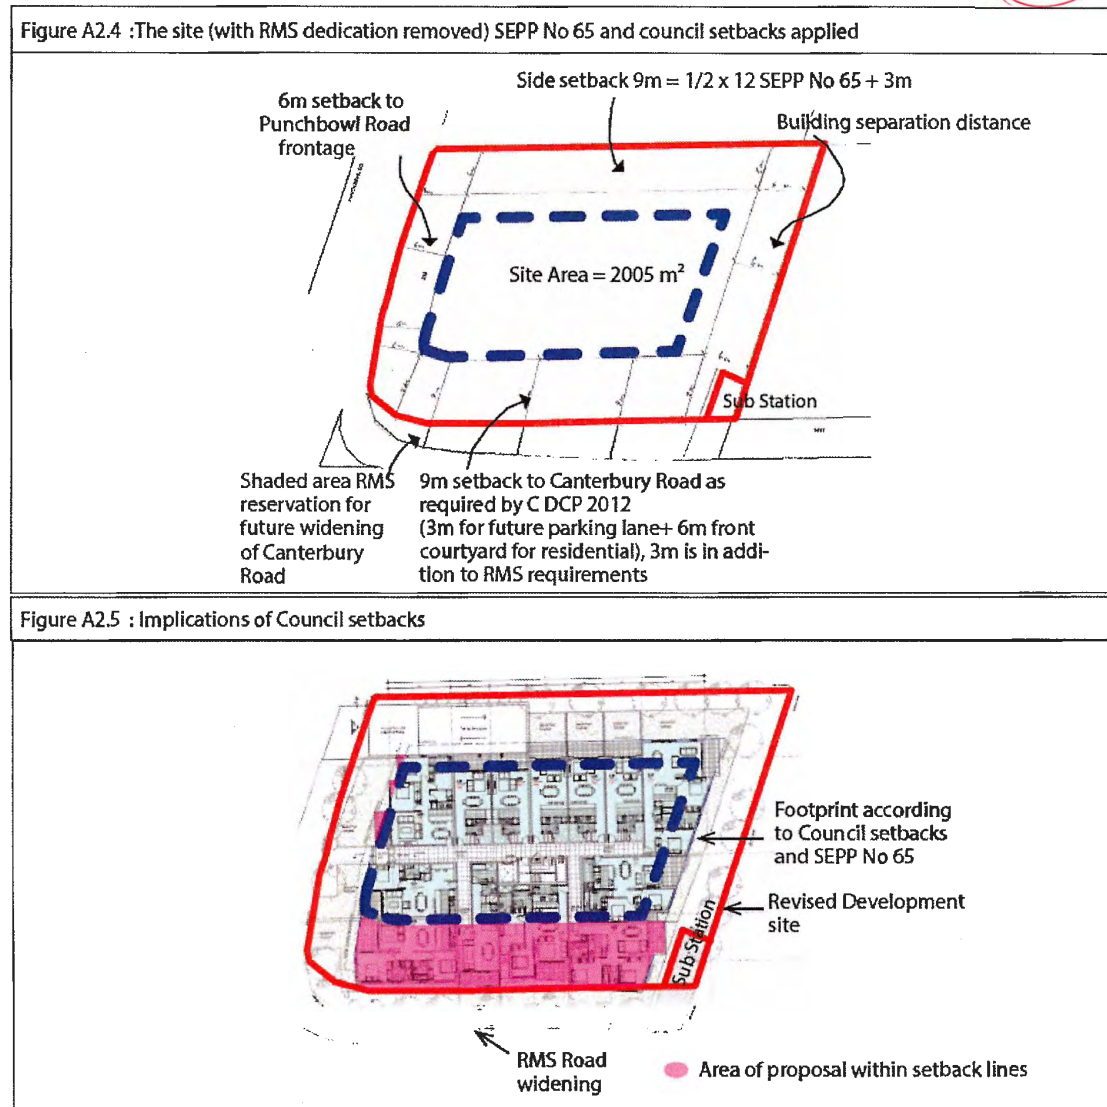 Figure A2.4 :The site (with RMS dedication removed) SEPP No 65 and council setbacks applied
Side setback 9m = 1/2 x 12 SEPP No 65 + 3m
6m setback to
Punchbowl Road
frontage
Building separation distance
Site Area = 2005 m²
Sub Station
Shaded area RMS
reservation for
future widening
of Canterbury
Road
9m setback to Canterbury Road as
required by C DCP 2012
(3m for future parking lane+ 6m front
courtyard for residential), 3m is in addi-
tion to RMS requirements
Figure A2.5 : Implications of Council setbacks
Footprint according
to Council setbacks
and SEPP No 65
Revised Development
site
Sub Station
RMS Road
widening
Area of proposal within setback lines